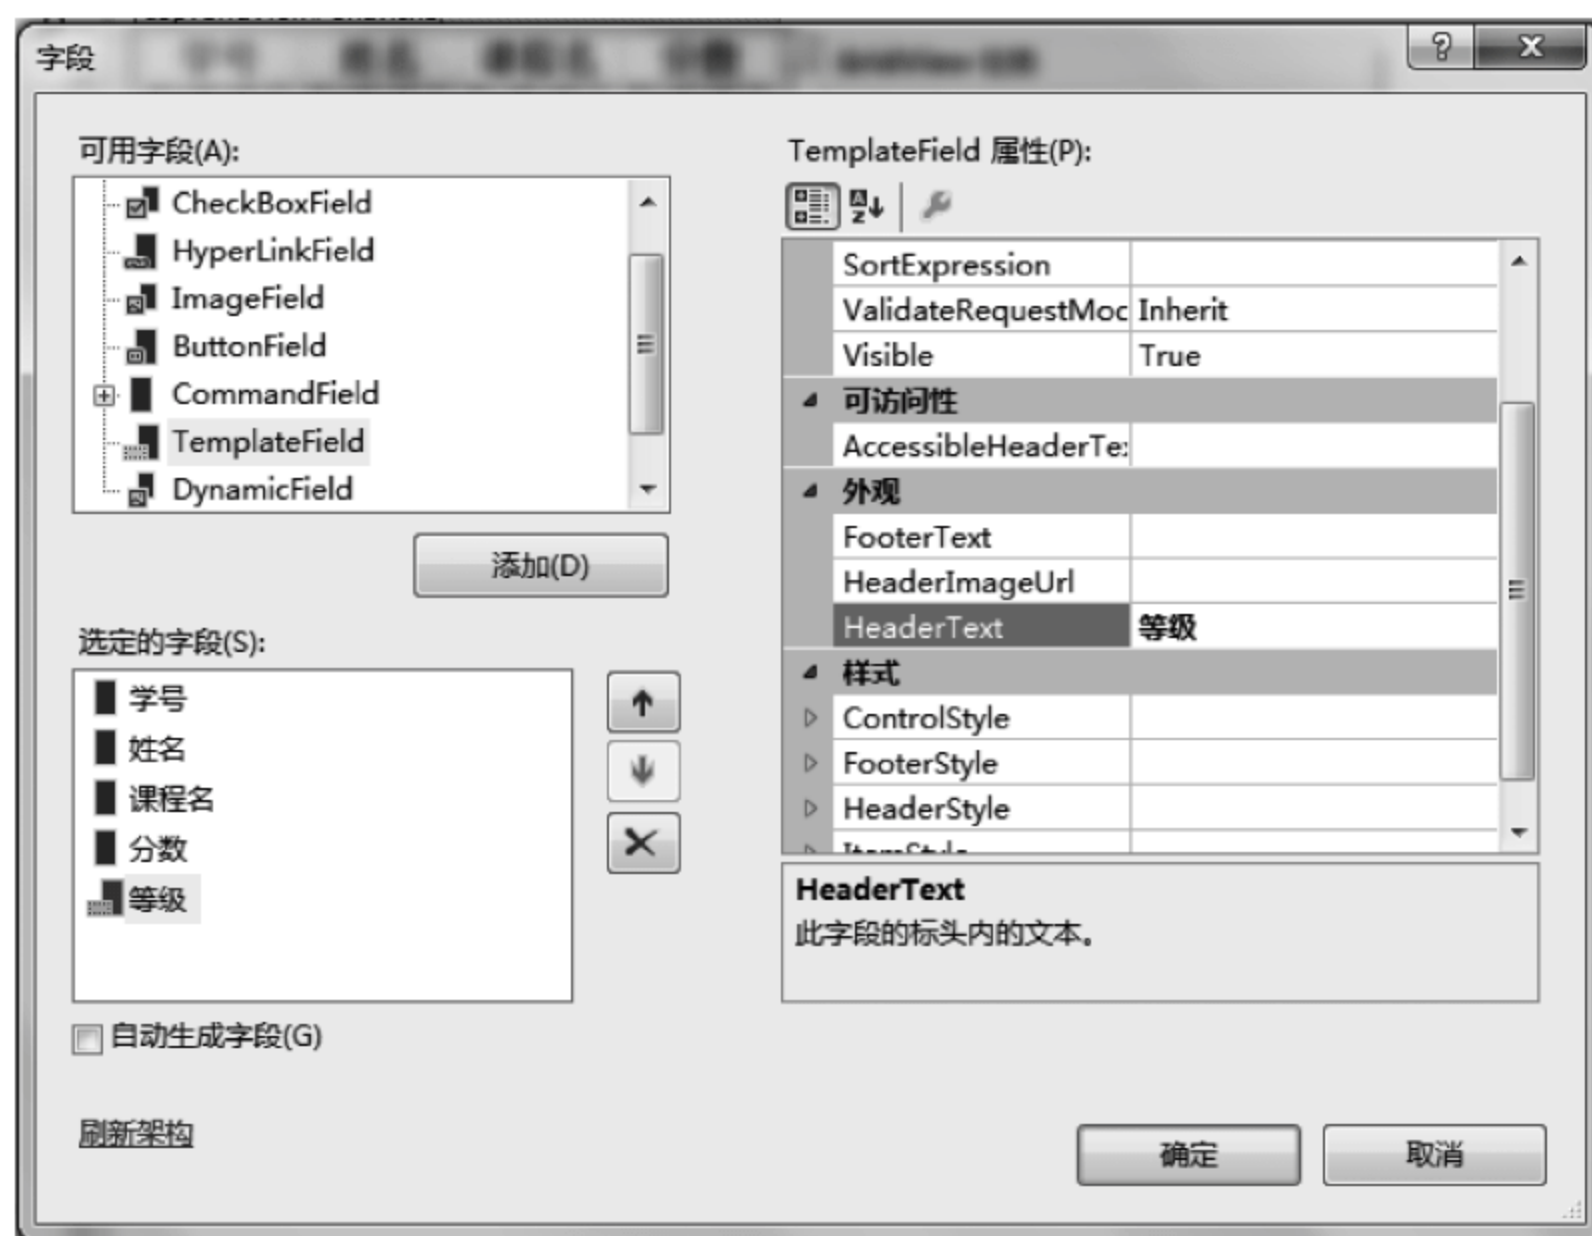 字段
可用字段(A):
CheckBoxField
HyperLinkField
ImageField
ButtonField
CommandField
TemplateField
DynamicField
添加(D)
选定的字段(S):
学号
姓名
课程名
分数
等级
自动生成字段(G)
刷新架构
TemplateField 属性(P):
SortExpression
ValidateRequestMoc Inherit
Visible True
可访问性
AccessibleHeaderTe
外观
FooterText
HeaderImageUrl
HeaderText 等级
样式
ControlStyle
FooterStyle
HeaderStyle
ItemStyle
HeaderText
此字段的标头内的文本。
确定 取消